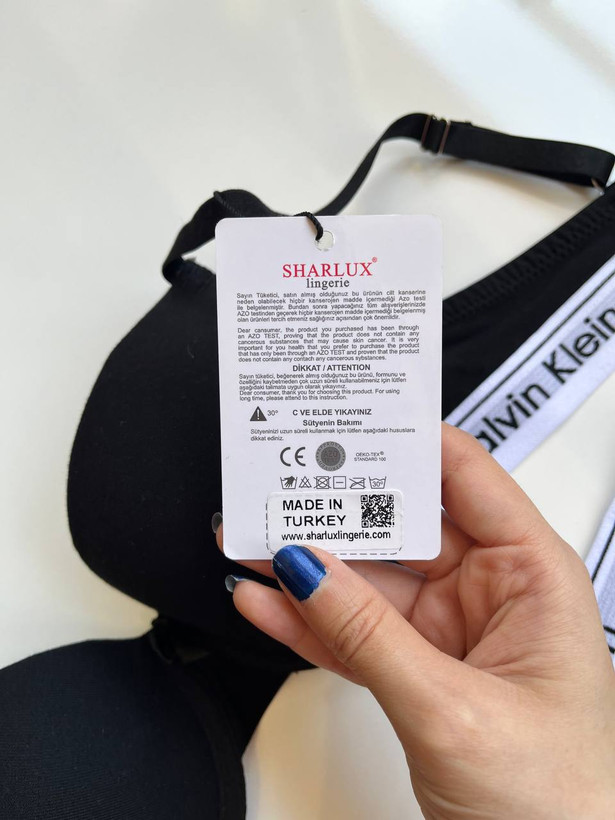 SHARLUX®
lingerie
Sayın Tüketici, satın almış olduğunuz bu ürünün cilt kanserine
neden olabilecek hiçbir kanserojen madde içermediği Azo testi
ile belgelenmiştir. Bundan sonra yapacağınız tüm alışverişlerinizde
AZO testinden geçerek hiçbir kanserojen madde içermediği belgelenmiş
olan ürünleri tercih etmeniz sağlığınız açısından çok önemlidir.
Dear consumer, the product you purchased has been through
an AZO TEST, proving that the product does not contain any
cancerous substances that may cause skin cancer. It is very
important for you health that you prefer to purchase the product
that has only been through an AZO TEST and proven that the product
does not contain any contach any cancerous substances.
DİKKAT / ATTENTION
Sayın tüketici, beğenerek almış olduğunuz bu ürünü, formunu ve
özelliğini kaybetmeden çok uzun süreli kullanabilmeniz için lütfen
aşağıdaki talimata uygun olarak yıkayınız.
Dear consumer, thank you for choosing this product. For using
long time, please attend to this instruction.
30° C VE ELDE YIKAYINIZ
Sütyenin Bakımı
Sütyeninizi uzun süreli kullanmak için lütfen aşağıdaki hususlara
dikkat ediniz.
CE
OEKO-TEX®
STANDARD 100
30°
MADE IN
TURKEY
www.sharluxlingerie.com
alvin Klein